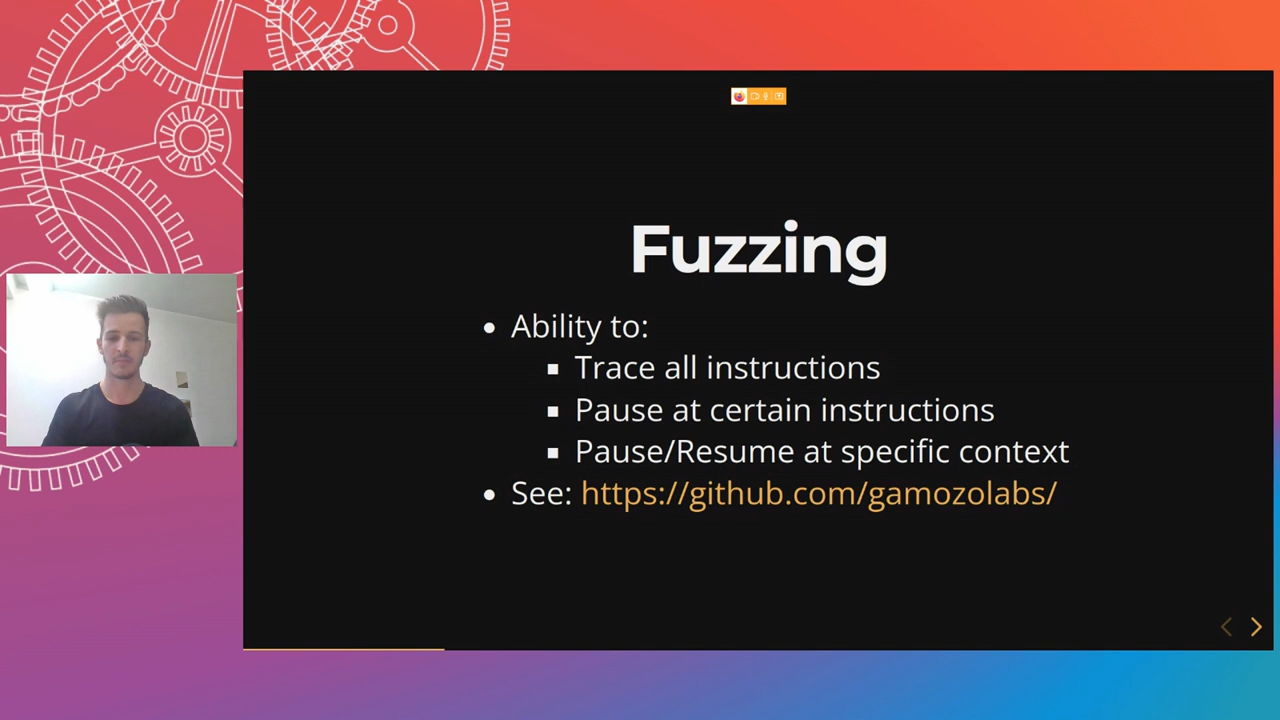 Fuzzing
Ability to:
Trace all instructions
Pause at certain instructions
Pause/Resume at specific context
See: https://github.com/gamozolabs/